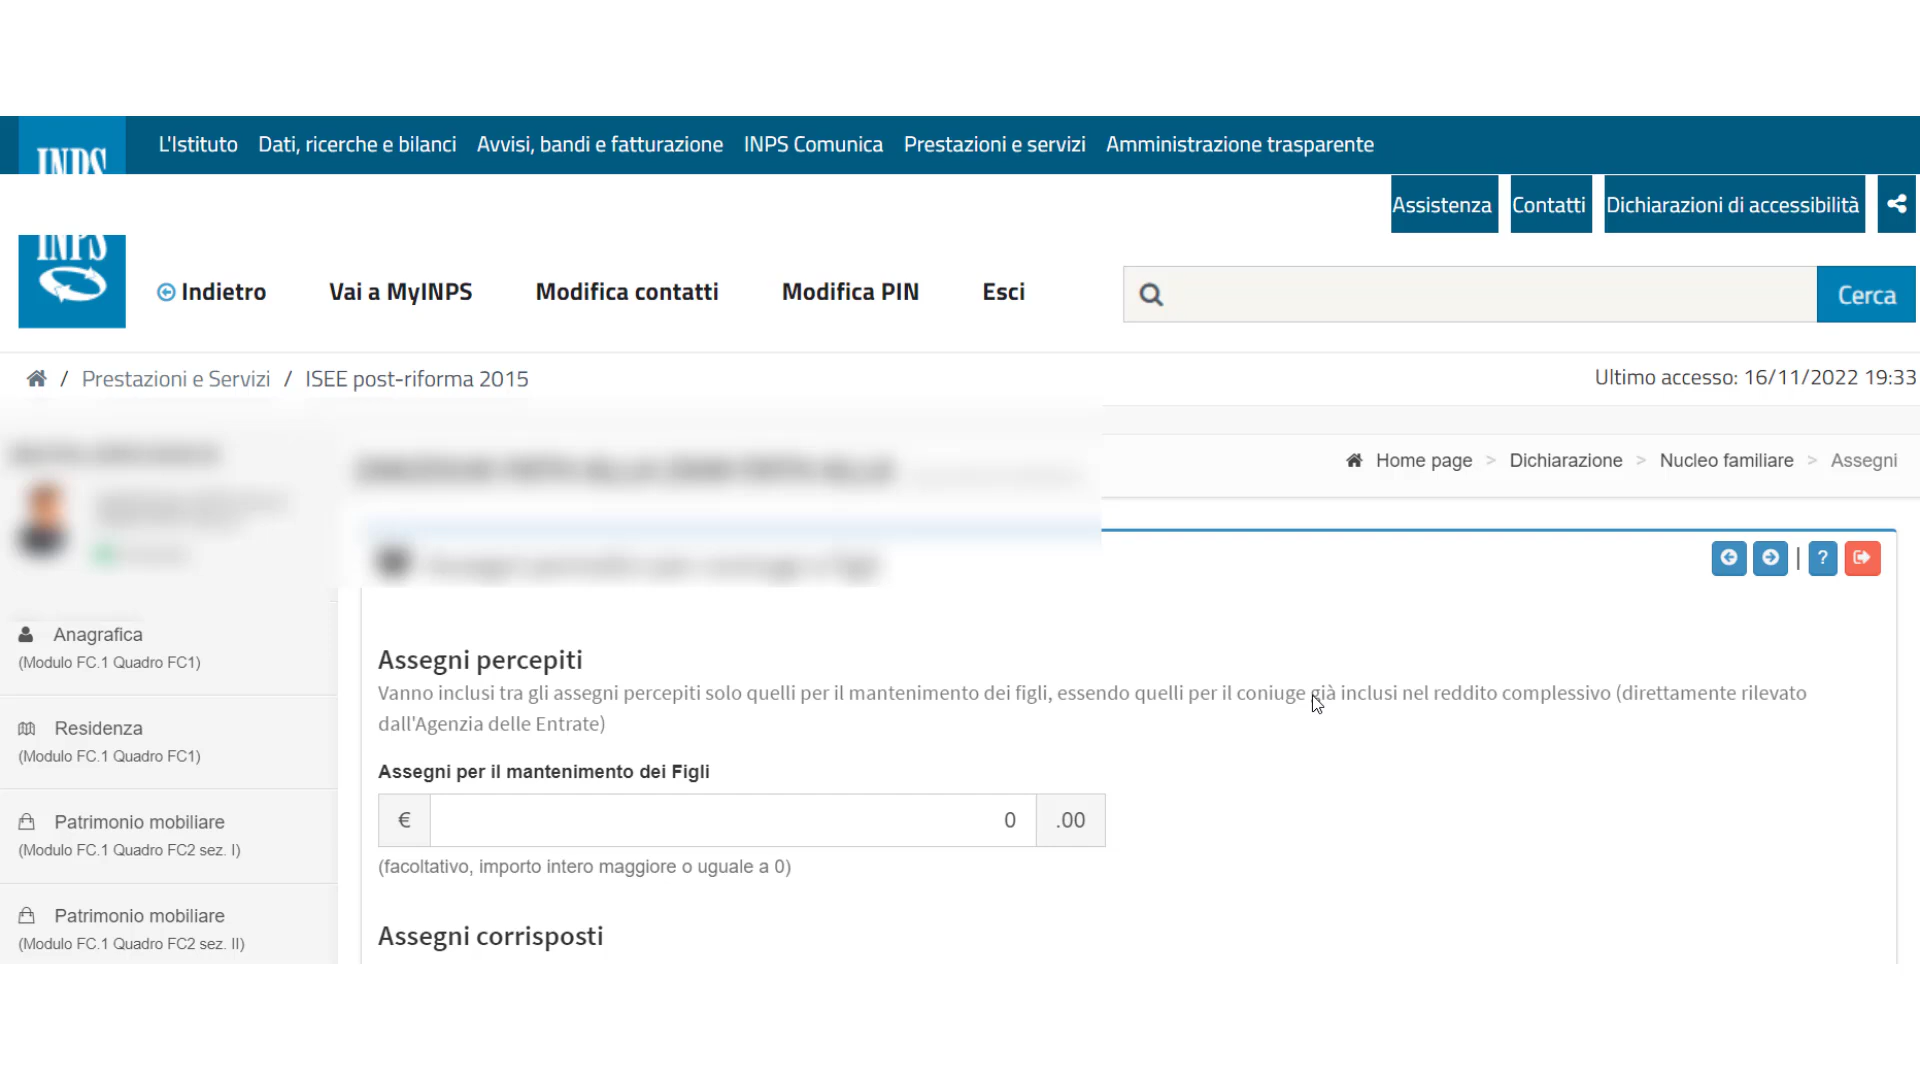 INPS
L'Istituto Dati, ricerche e bilanci Avvisi, bandi e fatturazione INPS Comunica Prestazioni e servizi Amministrazione trasparente
Assistenza Contatti Dichiarazioni di accessibilità
INPS
Indietro Vai a MyINPS Modifica contatti Modifica PIN Esci Cerca
/ Prestazioni e Servizi / ISEE post-riforma 2015 Ultimo accesso: 16/11/2022 19:33
Home page > Dichiarazione > Nucleo familiare > Assegni
| ?
Anagrafica
(Modulo FC.1 Quadro FC1)
Residenza
(Modulo FC.1 Quadro FC1)
Patrimonio mobiliare
(Modulo FC.1 Quadro FC2 sez. I)
Patrimonio mobiliare
(Modulo FC.1 Quadro FC2 sez. II)
Assegni percepiti
Vanno inclusi tra gli assegni percepiti solo quelli per il mantenimento dei figli, essendo quelli per il coniuge già inclusi nel reddito complessivo (direttamente rilevato
dall'Agenzia delle Entrate)
Assegni per il mantenimento dei Figli
€ 0 .00
(facoltativo, importo intero maggiore o uguale a 0)
Assegni corrisposti